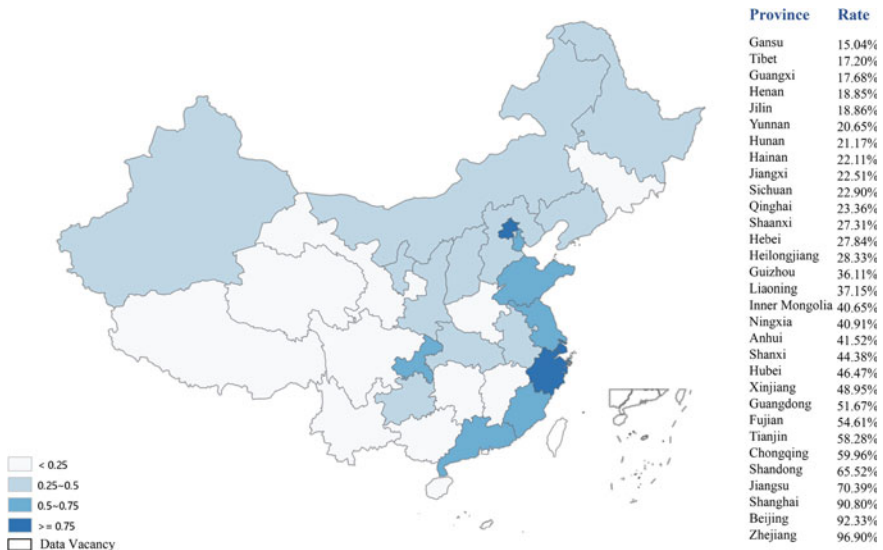 Province Rate
Gansu 15.04%
Tibet 17.20%
Guangxi 17.68%
Henan 18.85%
Jilin 18.86%
Yunnan 20.65%
Hunan 21.17%
Hainan 22.11%
Jiangxi 22.51%
Sichuan 22.90%
Qinghai 23.36%
Shaanxi 27.31%
Hebei 27.84%
Heilongjiang 28.33%
Guizhou 36.11%
Liaoning 37.15%
Inner Mongolia 40.65%
Ningxia 40.91%
Anhui 41.52%
Shanxi 44.38%
Hubei 46.47%
Xinjiang 48.95%
Guangdong 51.67%
Fujian 54.61%
Tianjin 58.28%
Chongqing 59.96%
Shandong 65.52%
Jiangsu 70.39%
Shanghai 90.80%
Beijing 92.33%
Zhejiang 96.90%
< 0.25
0.25~0.5
0.5~0.75
>= 0.75
Data Vacancy